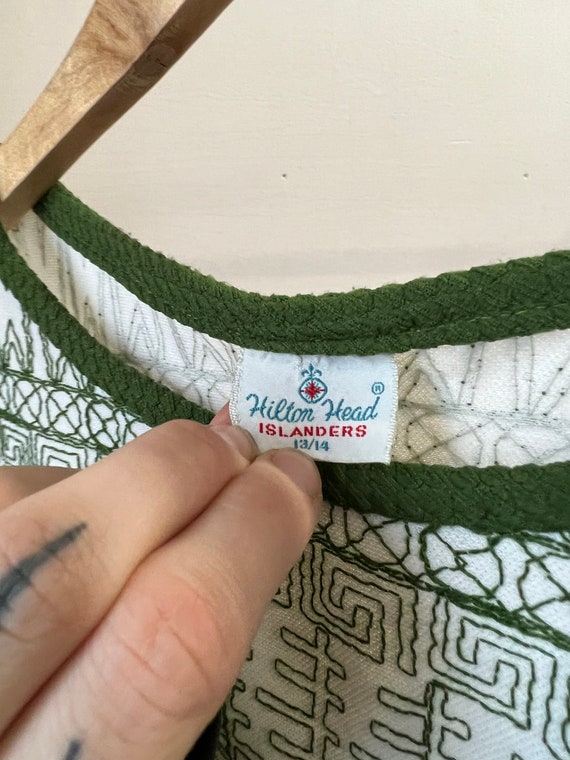 Hilton Head ®
ISLANDERS
13/14